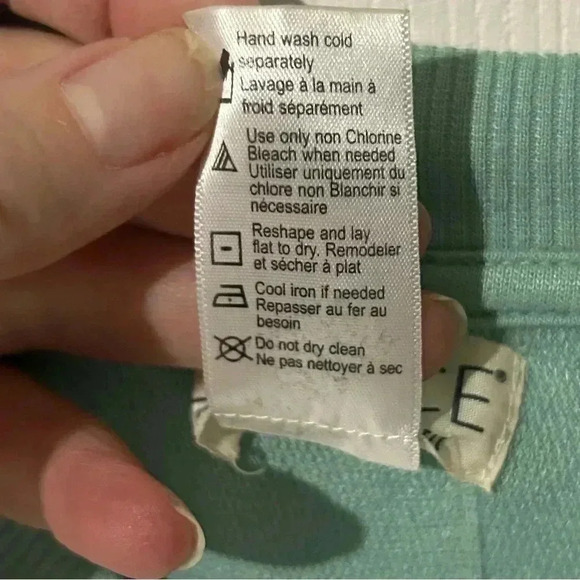 Hand wash cold
separately
Lavage à la main à
froid séparément
Use only non Chlorine
Bleach when needed
Utiliser uniquement du
chlore non Blanchir si
nécessaire
Reshape and lay
flat to dry. Remodeler
et sécher à plat
Cool iron if needed
Repasser au fer au
besoin
Do not dry clean
Ne pas nettoyer à sec
E